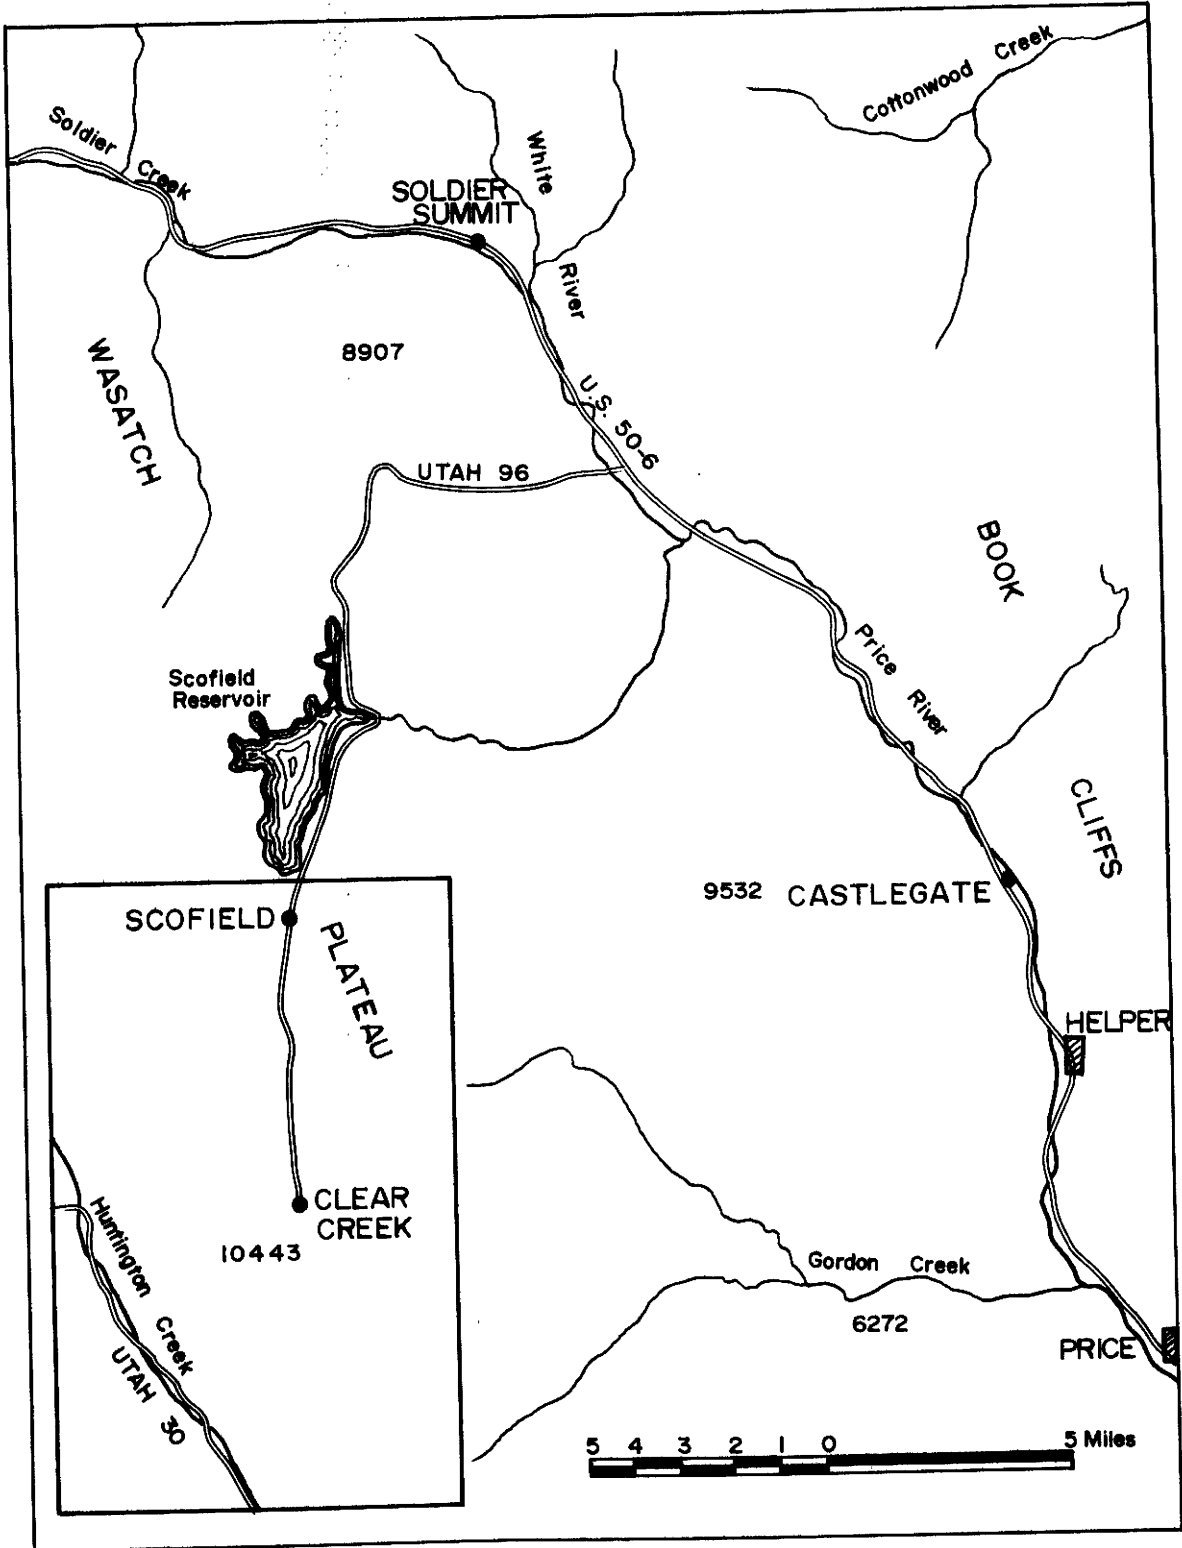 Cottonwood Creek
Soldier Creek
White River
SOLDIER
SUMMIT
8907
WASATCH
U.S. 50-6
UTAH 96
BOOK
Price River
Scofield
Reservoir
CLIFFS
9532 CASTLEGATE
SCOFIELD
PLATEAU
HELPER
CLEAR
CREEK
10443
Huntington Creek
UTAH 30
Gordon Creek
6272
PRICE
5 4 3 2 1 0 5 Miles